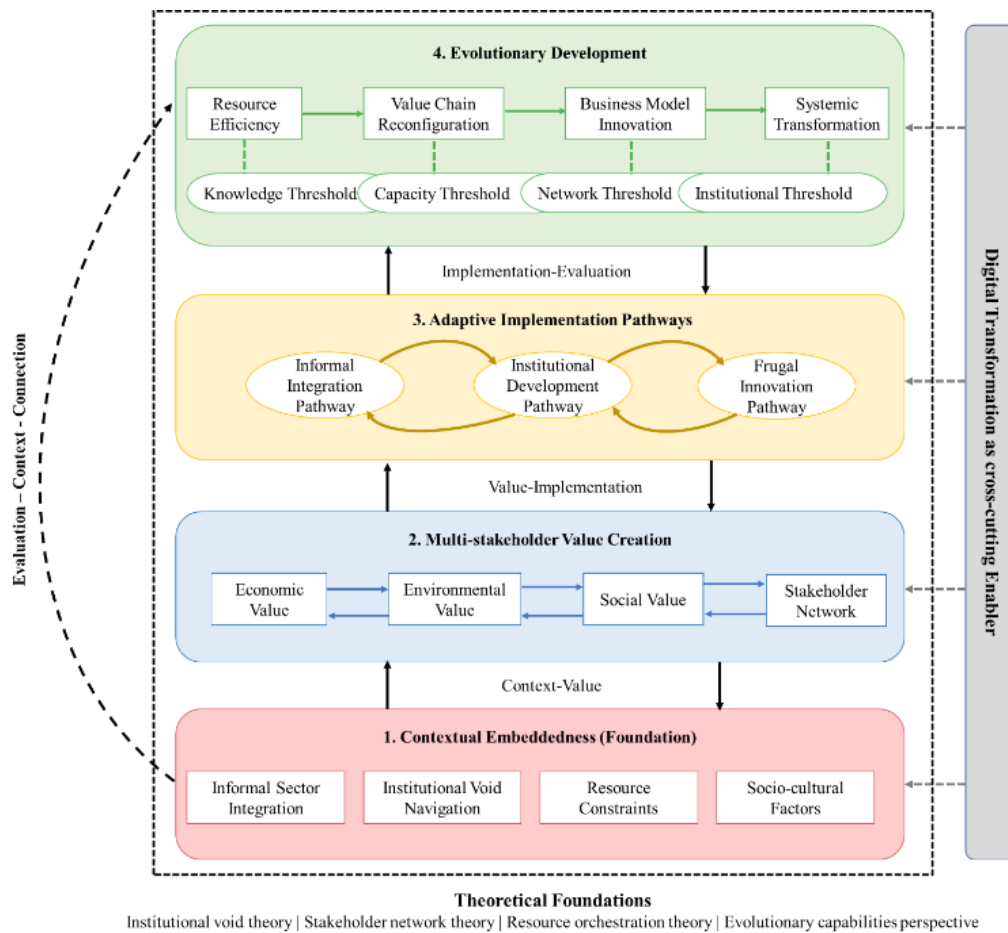 4. Evolutionary Development
Resource
Efficiency
Value Chain
Reconfiguration
Business Model
Innovation
Systemic
Transformation
Knowledge Threshold
Capacity Threshold
Network Threshold
Institutional Threshold
Implementation-Evaluation
3. Adaptive Implementation Pathways
Informal
Integration
Pathway
Institutional
Development
Pathway
Frugal
Innovation
Pathway
Value-Implementation
2. Multi-stakeholder Value Creation
Economic
Value
Environmental
Value
Social Value
Stakeholder
Network
Context-Value
1. Contextual Embeddedness (Foundation)
Informal Sector
Integration
Institutional Void
Navigation
Resource
Constraints
Socio-cultural
Factors
Evaluation – Context - Connection
Digital Transformation as cross-cutting Enabler
Theoretical Foundations
Institutional void theory | Stakeholder network theory | Resource orchestration theory | Evolutionary capabilities perspective